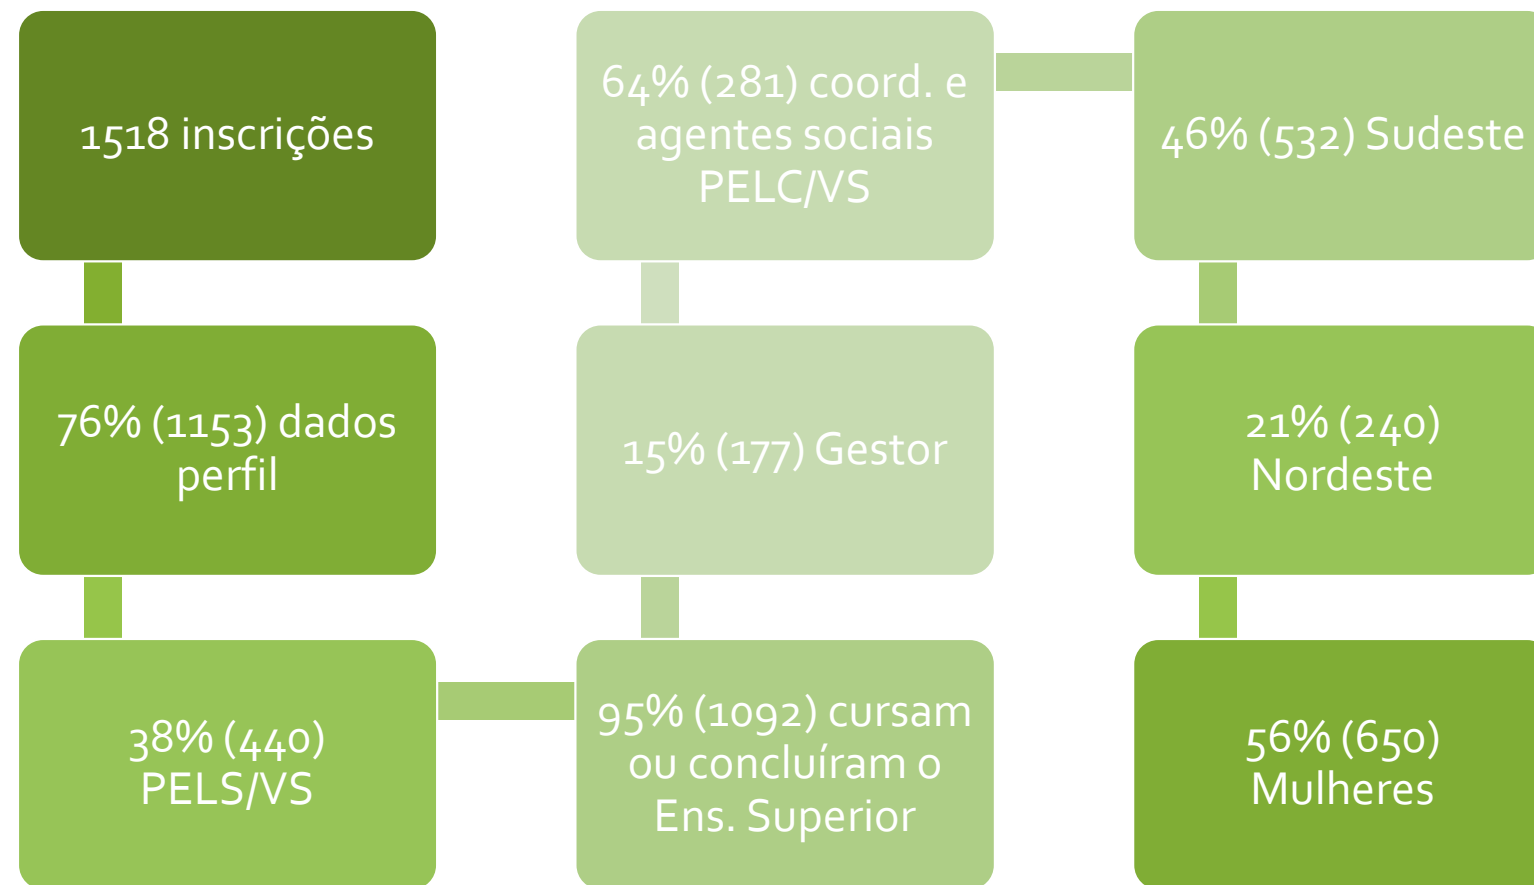 1518 inscrições
76% (1153) dados
perfil
38% (440)
PELS/VS
95% (1092) cursam
ou concluíram o
Ens. Superior
15% (177) Gestor
64% (281) coord. e
agentes sociais
PELC/VS
46% (532) Sudeste
21% (240)
Nordeste
56% (650)
Mulheres